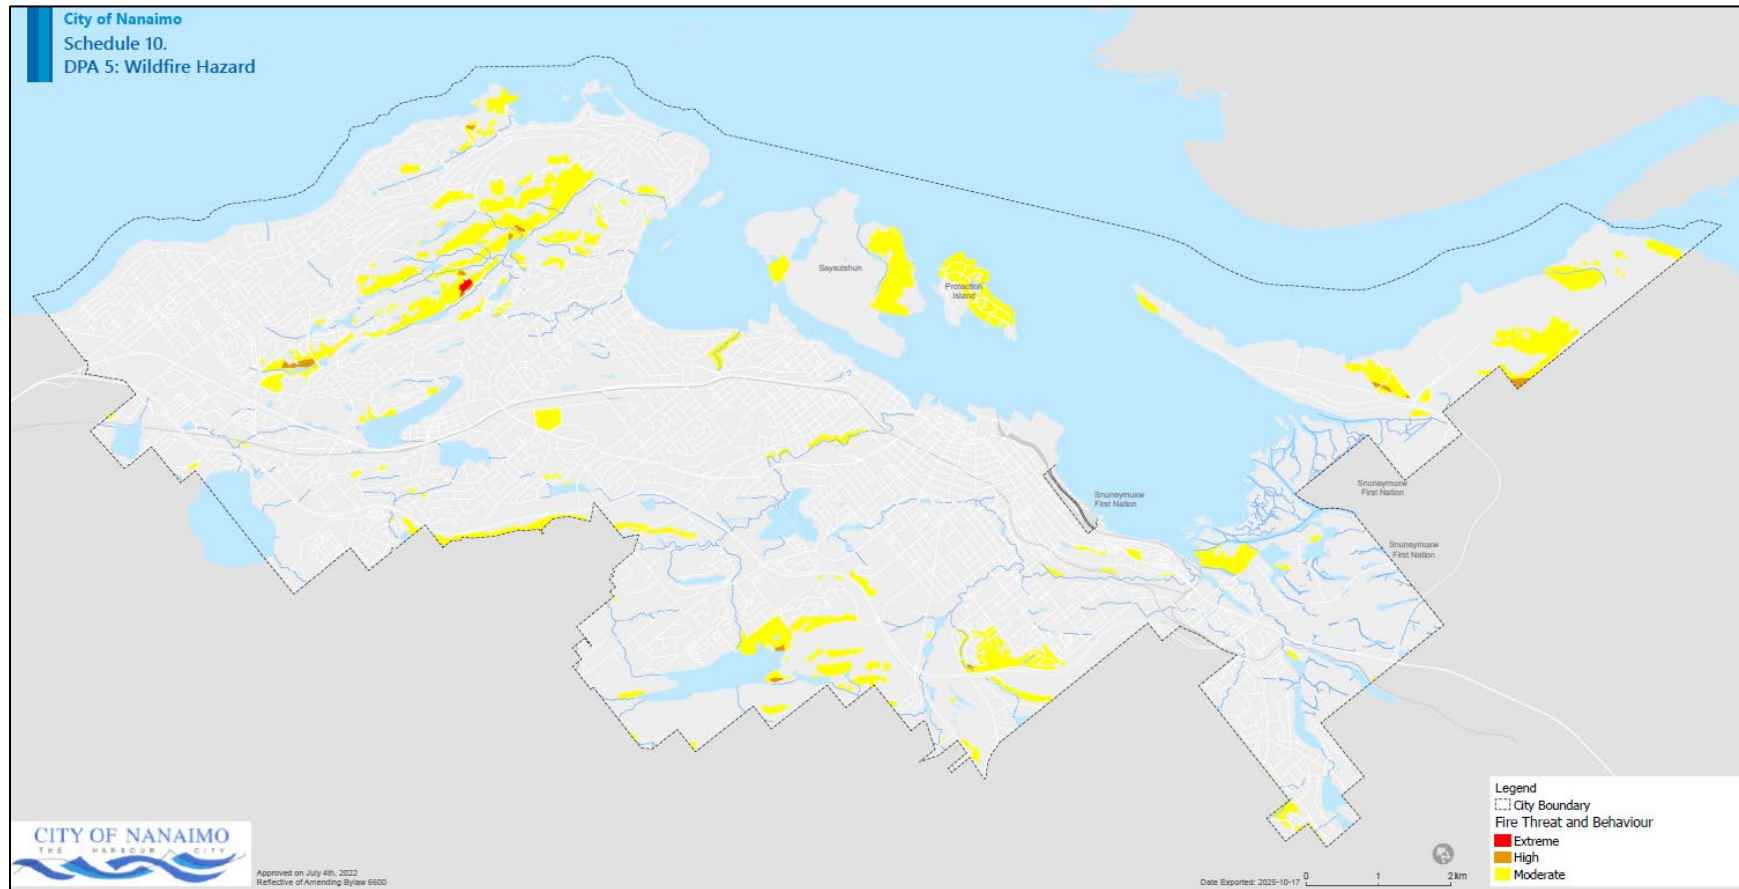 City of Nanaimo
Schedule 10.
DPA 5: Wildfire Hazard
Saysutshun
Protection
Island
Snuneymuxw
First Nation
Snuneymuxw
First Nation
Snuneymuxw
First Nation
Legend
City Boundary
Fire Threat and Behaviour
Extreme
High
Moderate
CITY OF NANAIMO
THE HARBOUR CITY
Approved on July 4th, 2022
Reflective of Amending Bylaw 6600
Date Exported: 2025-10-17
0 1 2 km